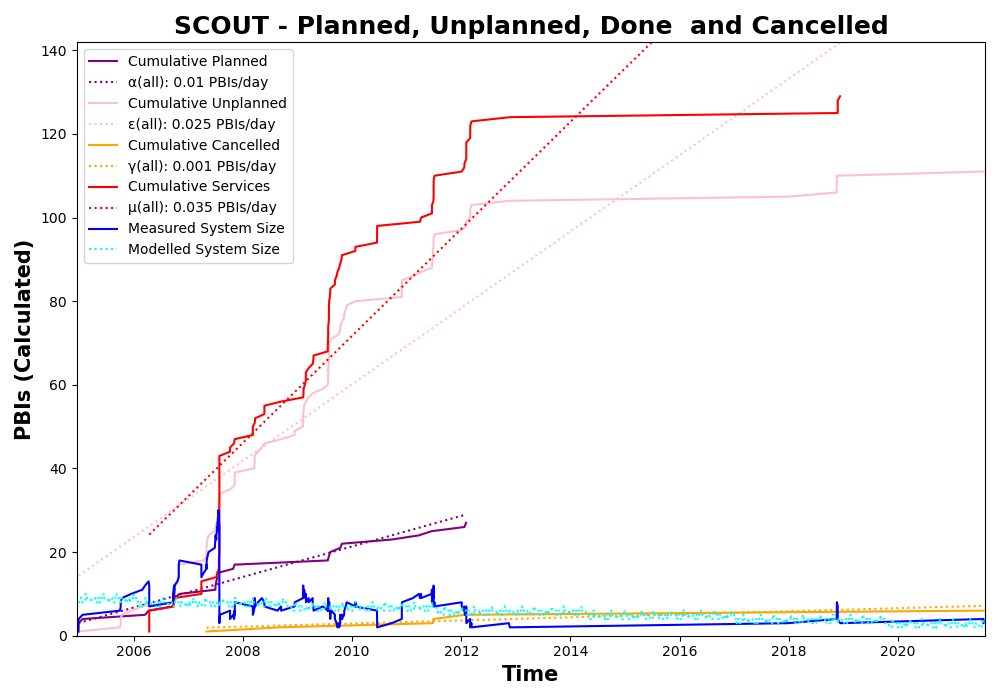 SCOUT - Planned, Unplanned, Done  and Cancelled
Cumulative Planned
α(all): 0.01 PBIs/day
Cumulative Unplanned
ε(all): 0.025 PBIs/day
Cumulative Cancelled
γ(all): 0.001 PBIs/day
Cumulative Services
μ(all): 0.035 PBIs/day
Measured System Size
Modelled System Size
PBIs (Calculated)
140
120
100
80
60
40
20
0
2006 2008 2010 2012 2014 2016 2018 2020
Time